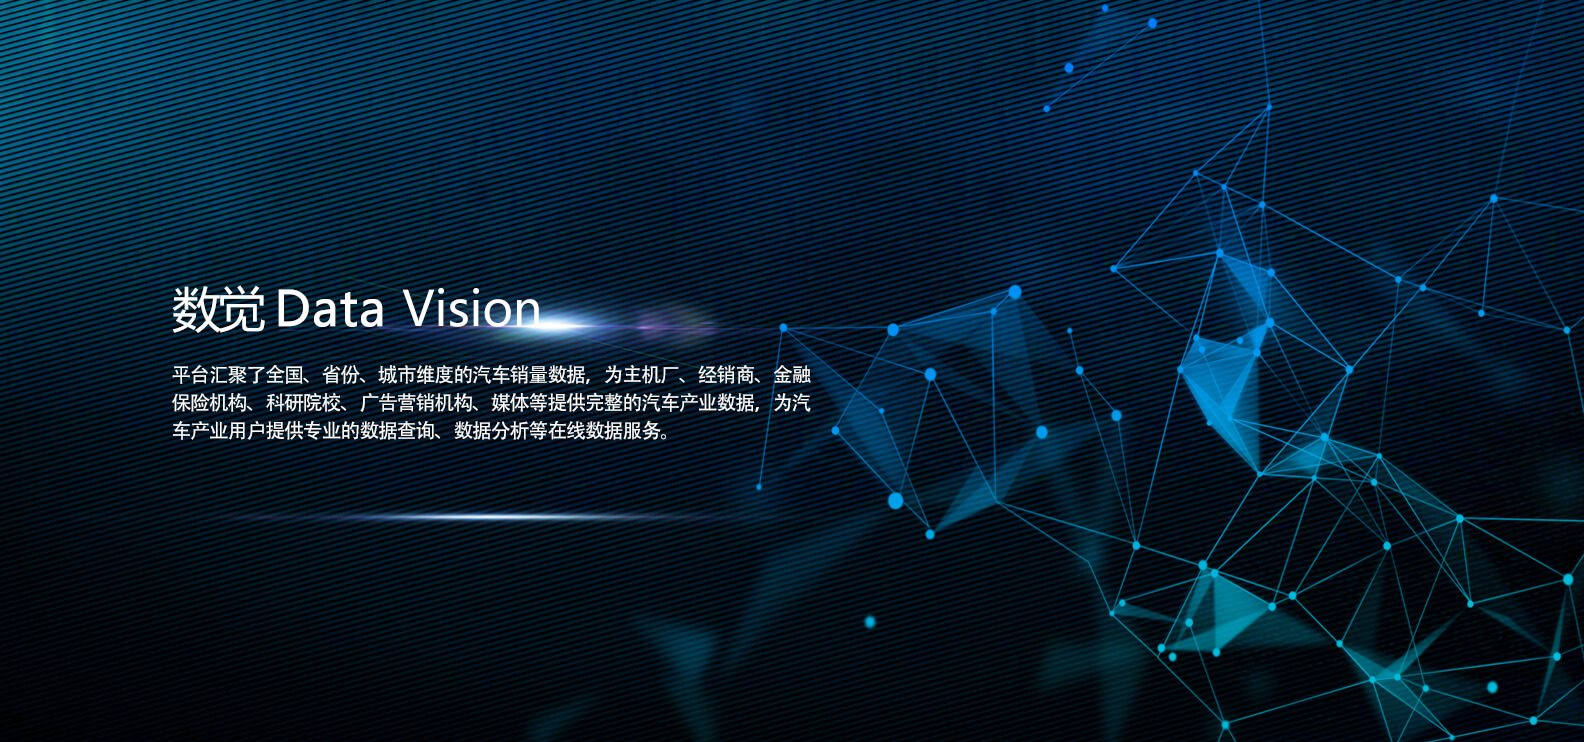 数觉 Data Vision
平台汇聚了全国、省份、城市维度的汽车销量数据，为主机厂、经销商、金融
保险机构、科研院校、广告营销机构、媒体等提供完整的汽车产业数据，为汽
车产业用户提供专业的数据查询、数据分析等在线数据服务。